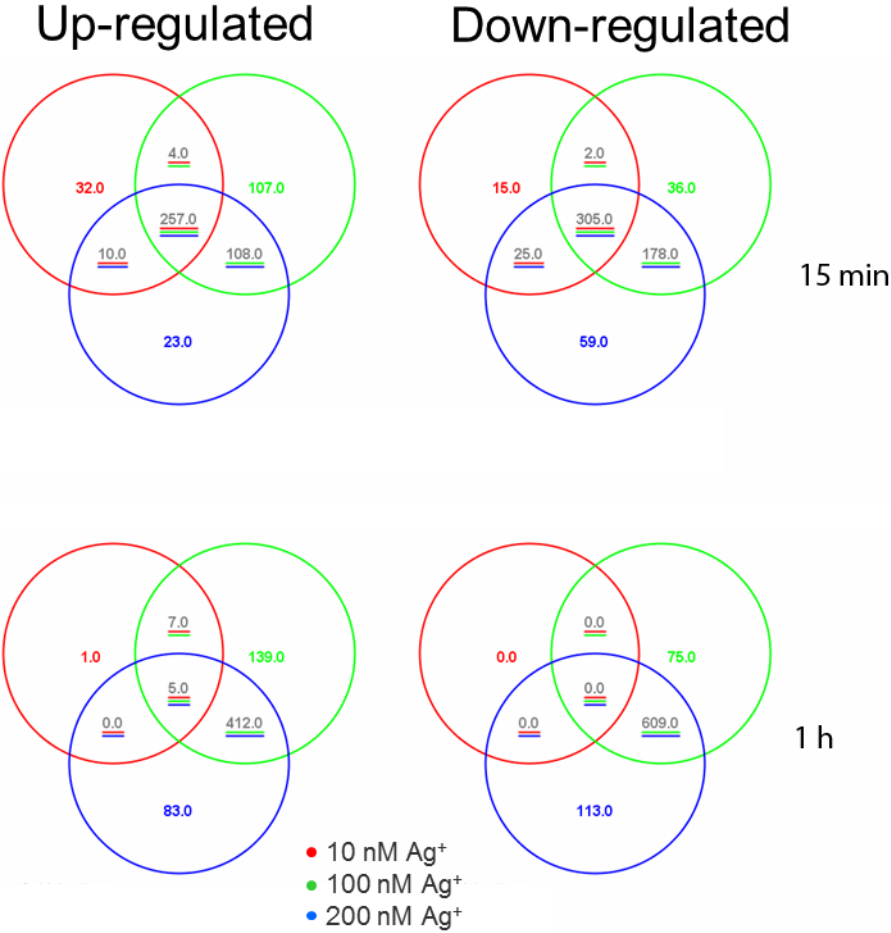 Up-regulated Down-regulated
4.0 2.0
32.0 107.0 15.0 36.0
257.0 305.0
10.0 108.0 25.0 178.0
15 min
23.0 59.0
7.0 0.0
1.0 139.0 0.0 75.0
5.0 0.0
0.0 412.0 0.0 609.0
1 h
83.0 113.0
10 nM Ag⁺
100 nM Ag⁺
200 nM Ag⁺